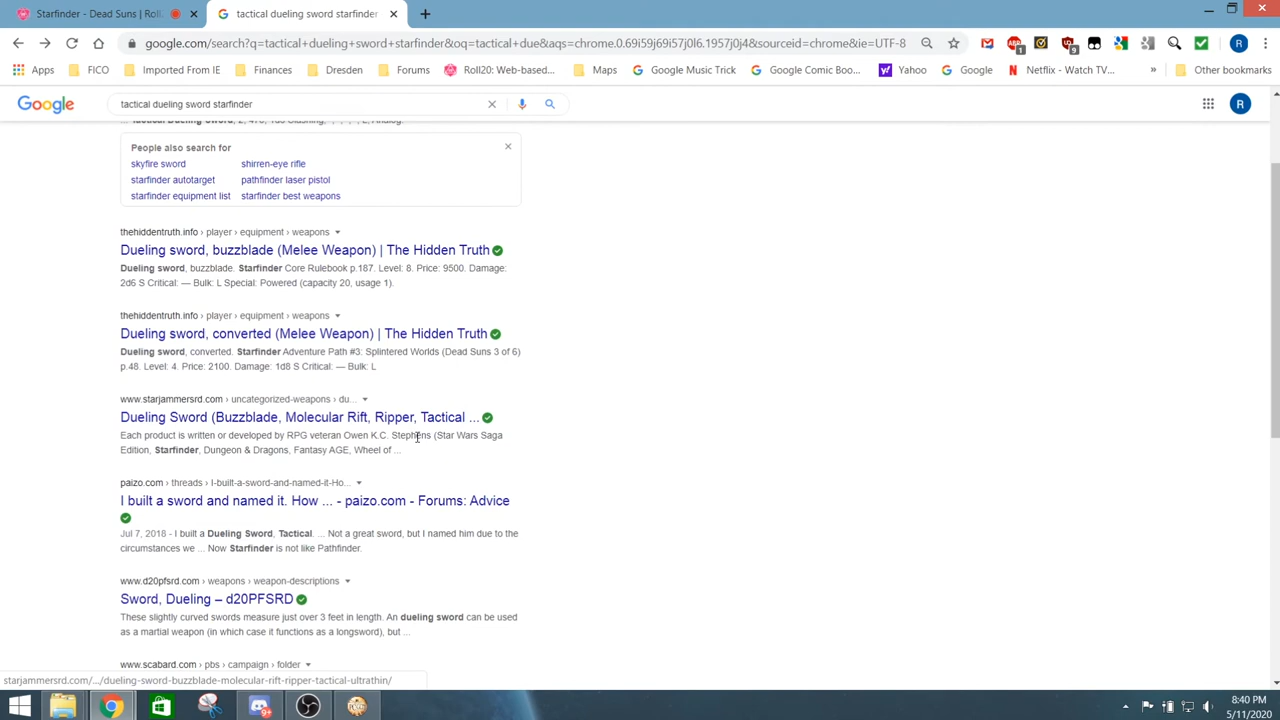 Starfinder - Dead Suns | Roll
tactical dueling sword starfinder
google.com/search?q=tactical+dueling+sword+starfinder&oq=tactical+due&aqs=chrome.0.69i59j69i57j0l6.1957j0j4&sourceid=chrome&ie=UTF-8
Apps FICO Imported From IE Finances Dresden Forums Roll20: Web-based... Maps Google Music Trick Google Comic Boo... Yahoo Google Netflix - Watch TV... » Other bookmarks
Google tactical dueling sword starfinder
... Tactical Dueling Sword, 2, 475, 1d6 Slashing, -, -, -, -, L, Analog.
People also search for
skyfire sword shirren-eye rifle
starfinder autotarget pathfinder laser pistol
starfinder equipment list starfinder best weapons
thehiddentruth.info › player › equipment › weapons
Dueling sword, buzzblade (Melee Weapon) | The Hidden Truth
Dueling sword, buzzblade. Starfinder Core Rulebook p.187. Level: 8. Price: 9500. Damage:
2d6 S Critical: — Bulk: L Special: Powered (capacity 20, usage 1).
thehiddentruth.info › player › equipment › weapons
Dueling sword, converted (Melee Weapon) | The Hidden Truth
Dueling sword, converted. Starfinder Adventure Path #3: Splintered Worlds (Dead Suns 3 of 6)
p.48. Level: 4. Price: 2100. Damage: 1d8 S Critical: — Bulk: L
www.starjammersrd.com › uncategorized-weapons › du...
Dueling Sword (Buzzblade, Molecular Rift, Ripper, Tactical ...
Each product is written or developed by RPG veteran Owen K.C. Stephens (Star Wars Saga
Edition, Starfinder, Dungeon & Dragons, Fantasy AGE, Wheel of ...
paizo.com › threads › I-built-a-sword-and-named-it-Ho...
I built a sword and named it. How ... - paizo.com - Forums: Advice
Jul 7, 2018 - I built a Dueling Sword, Tactical. ... Not a great sword, but I named him due to the
circumstances we ... Now Starfinder is not like Pathfinder.
www.d20pfsrd.com › weapons › weapon-descriptions
Sword, Dueling – d20PFSRD
These slightly curved swords measure just over 3 feet in length. An dueling sword can be used
as a martial weapon (in which case it functions as a longsword), but ...
www.scabard.com › pbs › campaign › folder
starjammersrd.com/.../dueling-sword-buzzblade-molecular-rift-ripper-tactical-ultrathin/
8:40 PM
5/11/2020